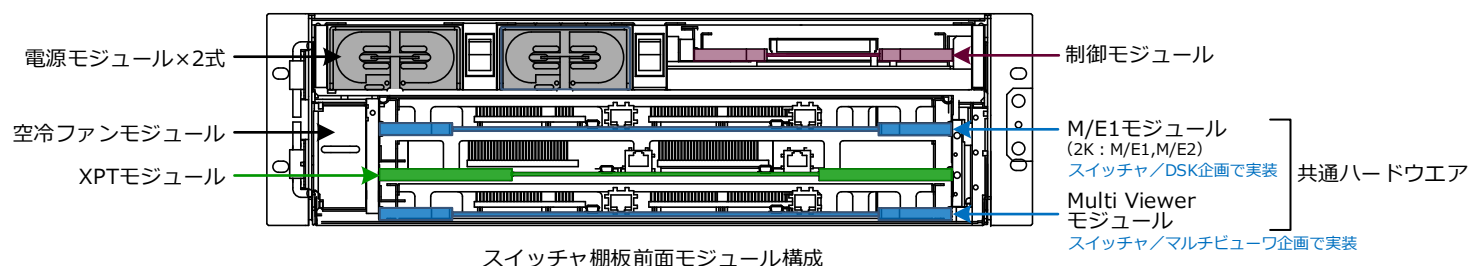 電源モジュール×2式
空冷ファンモジュール
XPTモジュール
制御モジュール
M/E1モジュール
（2K：M/E1,M/E2）
スイッチャ／DSK企画で実装
Multi Viewer
モジュール
スイッチャ／マルチビューワ企画で実装
共通ハードウエア
スイッチャ棚板前面モジュール構成